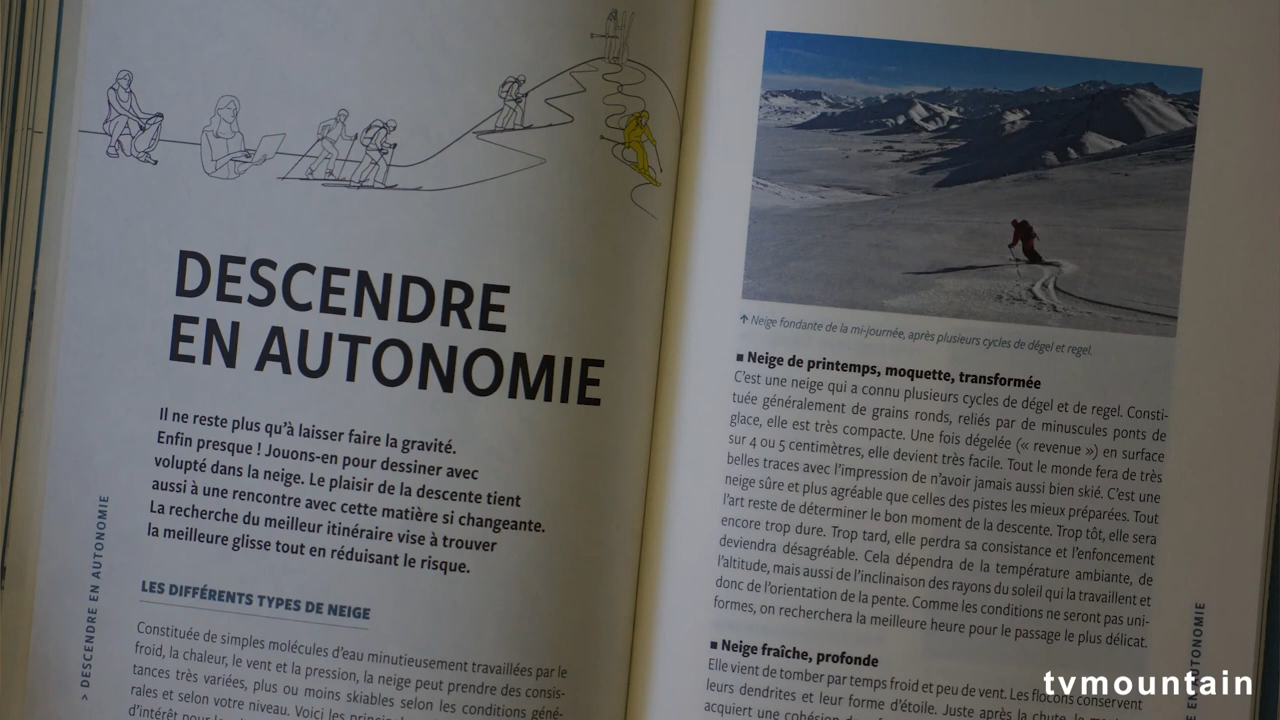 DESCENDRE
EN AUTONOMIE
Il ne reste plus qu'à laisser faire la gravité.
Enfin presque ! Jouons-en pour dessiner avec
volupté dans la neige. Le plaisir de la descente tient
aussi à une rencontre avec cette matière si changeante.
La recherche du meilleur itinéraire vise à trouver
la meilleure glisse tout en réduisant le risque.
LES DIFFÉRENTS TYPES DE NEIGE
Constituée de simples molécules d'eau minutieusement travaillées par le
froid, la chaleur, le vent et la pression, la neige peut prendre des consis-
tances très variées, plus ou moins skiables selon les conditions géné-
rales et selon votre niveau. Voici les
d'intérêt pour
> DESCENDRE EN AUTONOMIE
↑ Neige fondante de la mi-journée, après plusieurs cycles de dégel et regel.
■ Neige de printemps, moquette, transformée
C'est une neige qui a connu plusieurs cycles de dégel et de regel. Consti-
tuée généralement de grains ronds, reliés par de minuscules ponts de
glace, elle est très compacte. Une fois dégelée (« revenue ») en surface
sur 4 ou 5 centimètres, elle devient très facile. Tout le monde fera de très
belles traces avec l'impression de n'avoir jamais aussi bien skié. C'est une
neige sûre et plus agréable que celles des pistes les mieux préparées. Tout
l'art reste de déterminer le bon moment de la descente. Trop tôt, elle sera
encore trop dure. Trop tard, elle perdra sa consistance et l'enfoncement
deviendra désagréable. Cela dépendra de la température ambiante, de
l'altitude, mais aussi de l'inclinaison des rayons du soleil qui la travaillent et
donc de l'orientation de la pente. Comme les conditions ne seront pas uni-
formes, on recherchera la meilleure heure pour le passage le plus délicat.
■ Neige fraîche, profonde
Elle vient de tomber par temps froid et peu de vent. Les flocons conservent
leurs dendrites et leur forme d'étoile. Juste après la chute, la
acquiert une cohésion
EN AUTONOMIE
tvmountain